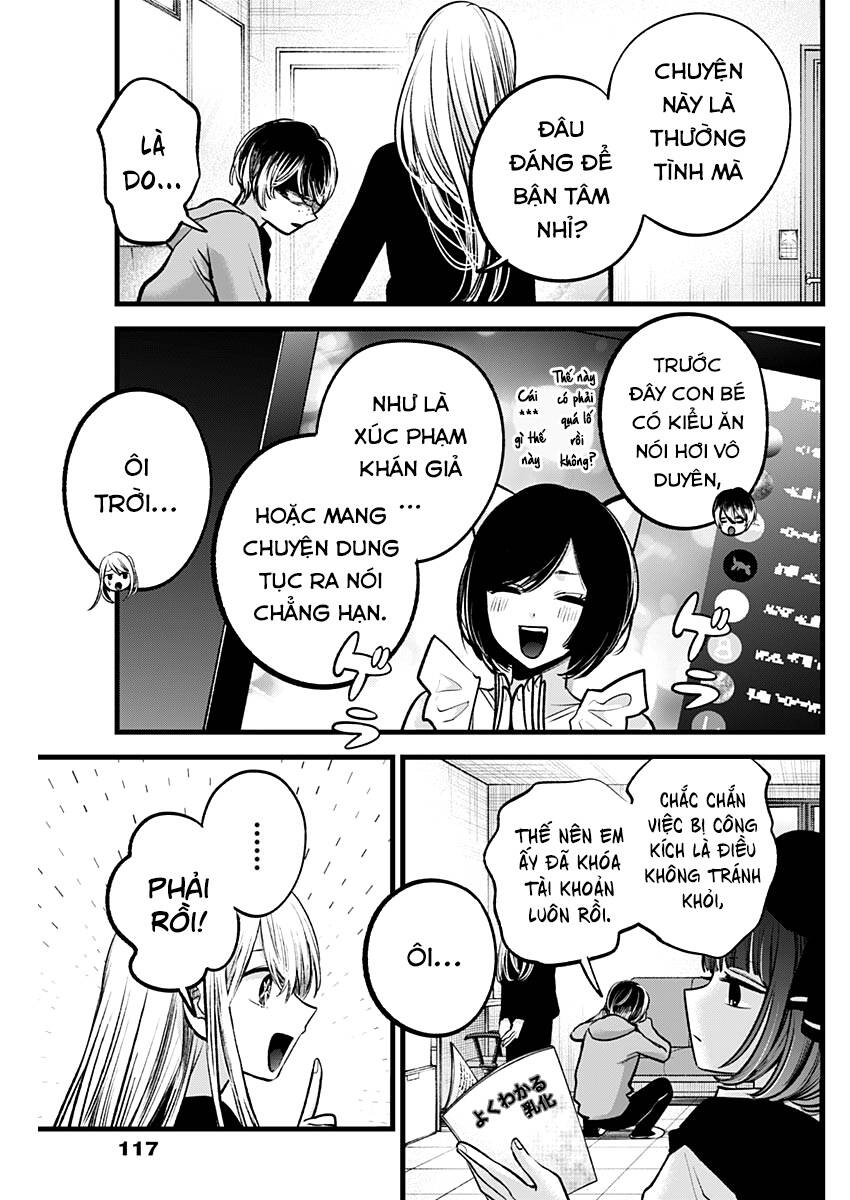 CHUYỆN
NÀY LÀ
THƯỜNG
TÌNH MÀ
ĐÂU
ĐÁNG ĐỂ
BẬN TÂM
NHỈ?
LÀ
DO...
TRƯỚC
ĐÂY CON BÉ
CÓ KIỂU ĂN
NÓI HƠI VÔ
DUYÊN,
Thế này
có phải
quá lố
rồi
không?
Cái
***
gì thế
này
NHƯ LÀ
XÚC PHẠM
KHÁN GIẢ
...
HOẶC MANG
CHUYỆN DUNG
TỤC RA NÓI
CHẲNG HẠN.
ÔI
TRỜI...
ゲ
ラ
ゲ
ラ
CHẮC CHẮN
VIỆC BỊ CÔNG
KÍCH LÀ ĐIỀU
KHÔNG TRÁNH
KHỎI,
THẾ NÊN EM
ẤY ĐÃ KHÓA
TÀI KHOẢN
LUÔN RỒI.
ÔI...
よくわかる
乳化
......
PHẢI
RỒI!
117